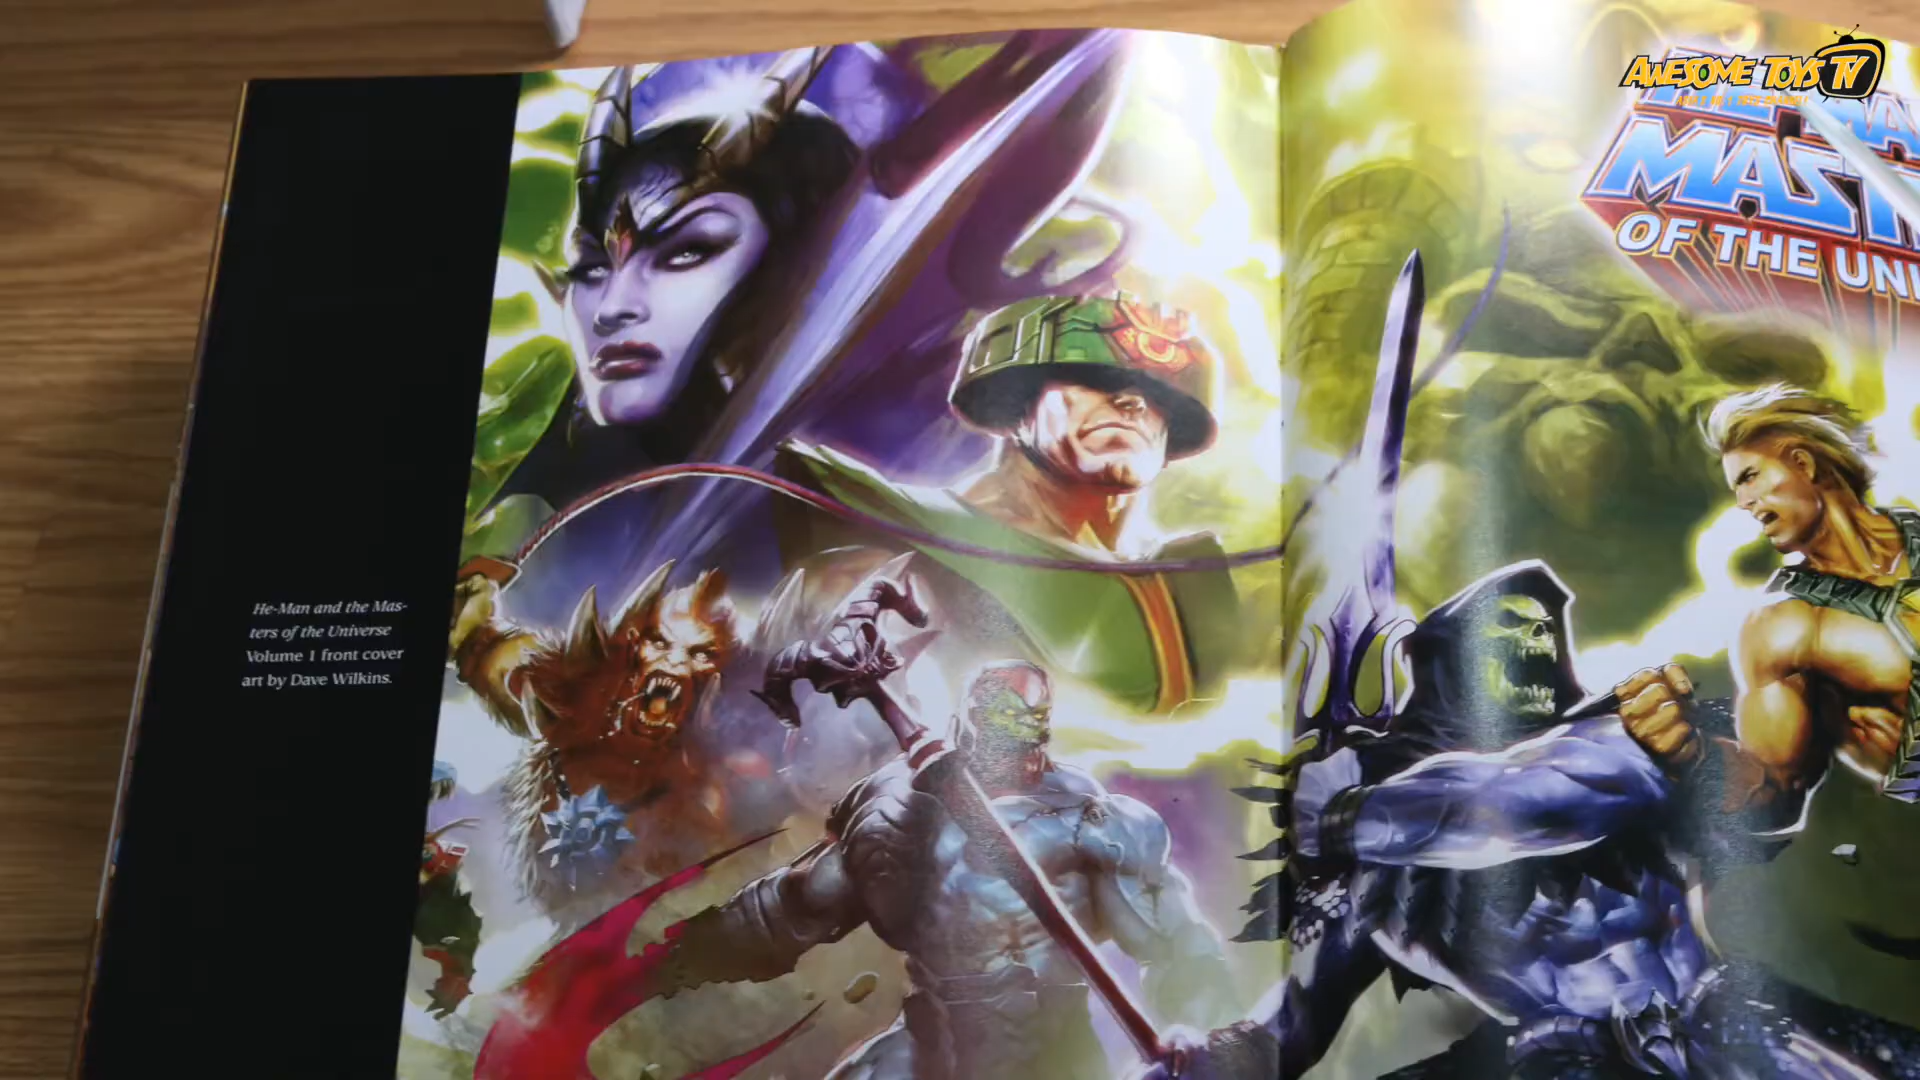 AWESOME TOYS TV
MAST
OF THE UNI
He-Man and the Mas-
ters of the Universe
Volume 1 front cover
art by Dave Wilkins.